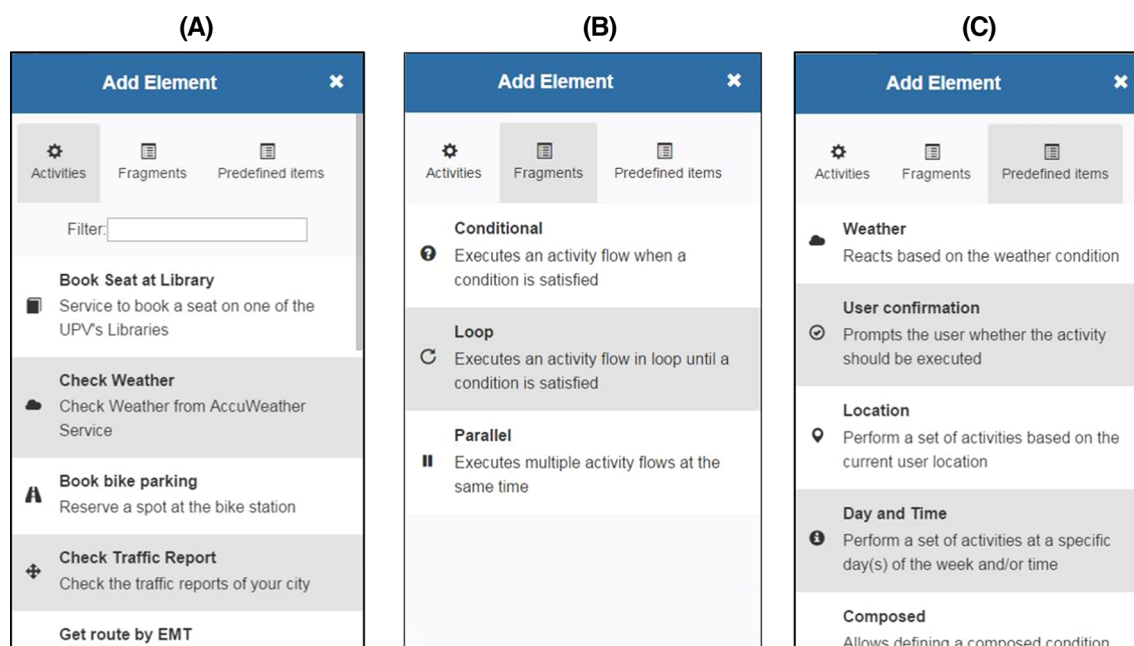 (A)
Add Element
Activities
Fragments
Predefined items
Filter:
Book Seat at Library
Service to book a seat on one of the
UPV's Libraries
Check Weather
Check Weather from AccuWeather
Service
Book bike parking
Reserve a spot at the bike station
Check Traffic Report
Check the traffic reports of your city
Get route by EMT
(B)
Add Element
Activities
Fragments
Predefined items
Conditional
Executes an activity flow when a
condition is satisfied
Loop
Executes an activity flow in loop until a
condition is satisfied
Parallel
Executes multiple activity flows at the
same time
(C)
Add Element
Activities
Fragments
Predefined items
Weather
Reacts based on the weather condition
User confirmation
Prompts the user whether the activity
should be executed
Location
Perform a set of activities based on the
current user location
Day and Time
Perform a set of activities at a specific
day(s) of the week and/or time
Composed
Allows defining a composed condition